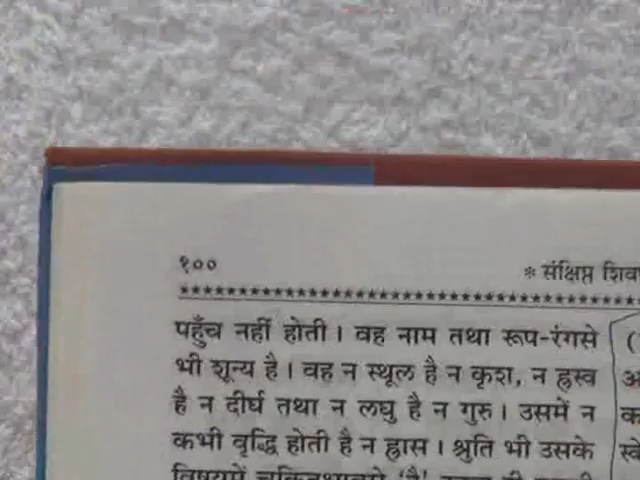 १००
* संक्षिप्त
पहुँच नहीं होती। वह नाम तथा रूप-रंगसे
भी शून्य है। वह न स्थूल है न कृश, न ह्रस्व
है न दीर्घ तथा न लघु है न गुरु। उसमें न
कभी वृद्धि होती है न ह्रास। श्रुति भी उसके